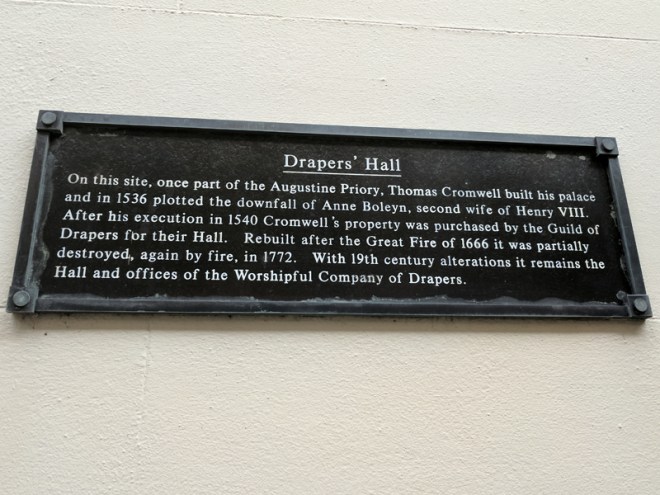 Drapers' Hall
On this site, once part of the Augustine Priory, Thomas Cromwell built his palace
and in 1536 plotted the downfall of Anne Boleyn, second wife of Henry VIII.
After his execution in 1540 Cromwell's property was purchased by the Guild of
Drapers for their Hall. Rebuilt after the Great Fire of 1666 it was partially
destroyed, again by fire, in 1772. With 19th century alterations it remains the
Hall and offices of the Worshipful Company of Drapers.